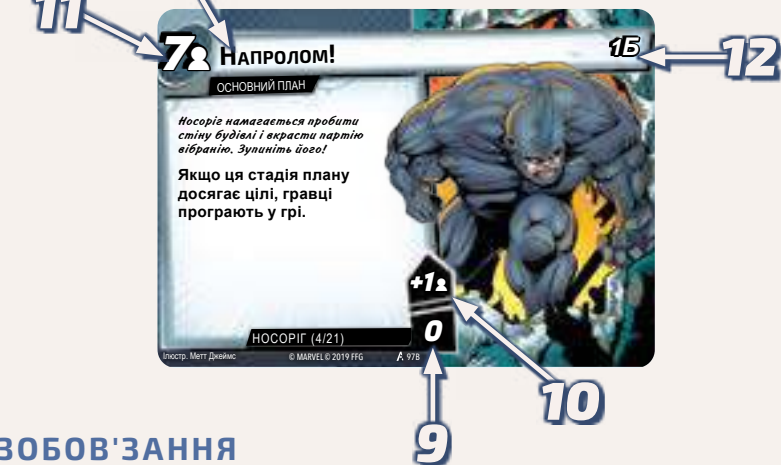 11
7
НАПРОЛОМ!
1Б
12
ОСНОВНИЙ ПЛАН
Носоріг намагається пробити
стіну будівлі і вкрасти партію
вібранію. Зупиніть його!
Якщо ця стадія плану
досягає цілі, гравці
програють у грі.
+1
0
НОСОРІГ (4/21)
Ілюстр. Метт Джеймс
© MARVEL © 2019 FFG
978
10
9
ЗОБОВ'ЗАННЯ